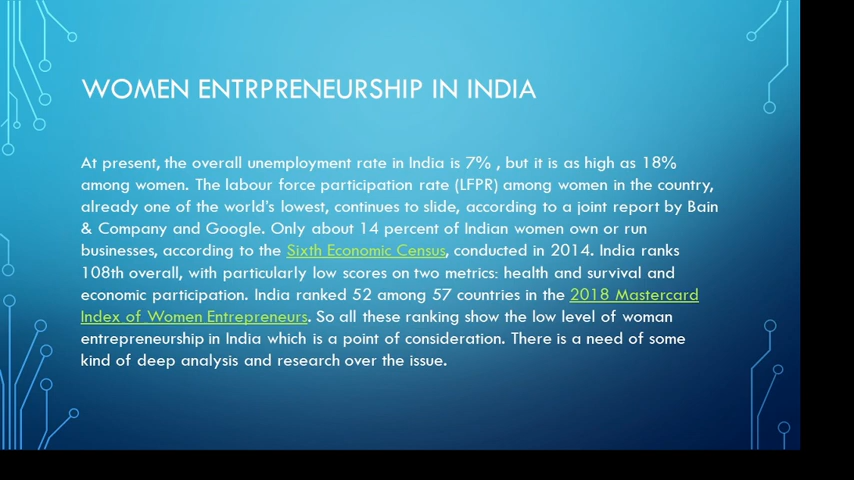 WOMEN ENTRPRENEURSHIP IN INDIA
At present, the overall unemployment rate in India is 7% , but it is as high as 18%
among women. The labour force participation rate (LFPR) among women in the country,
already one of the world's lowest, continues to slide, according to a joint report by Bain
& Company and Google. Only about 14 percent of Indian women own or run
businesses, according to the Sixth Economic Census, conducted in 2014. India ranks
108th overall, with particularly low scores on two metrics: health and survival and
economic participation. India ranked 52 among 57 countries in the 2018 Mastercard
Index of Women Entrepreneurs. So all these ranking show the low level of woman
entrepreneurship in India which is a point of consideration. There is a need of some
kind of deep analysis and research over the issue.